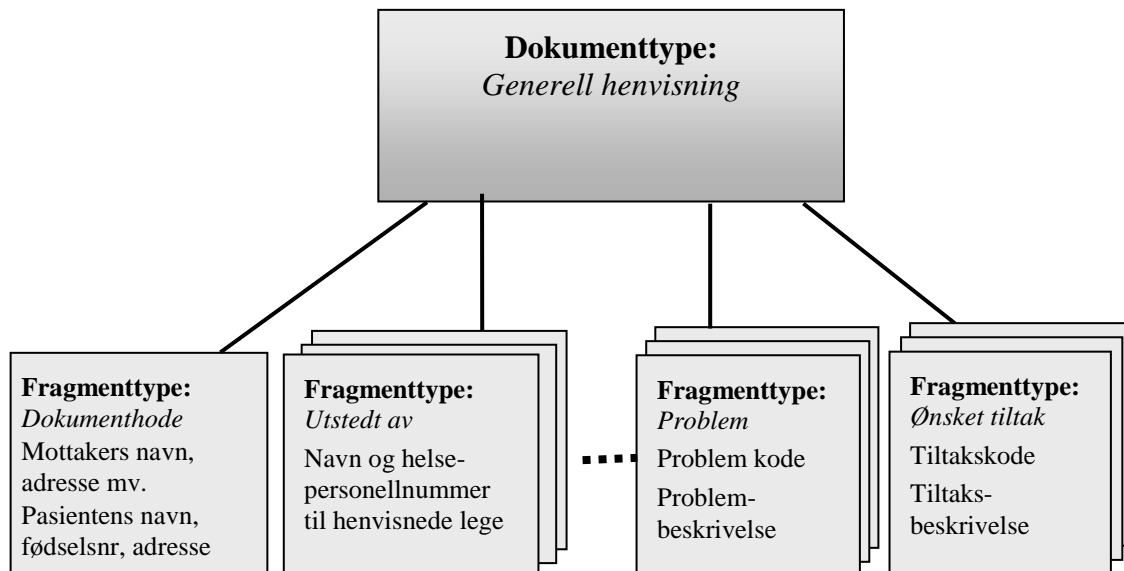 Dokumenttype:
Generell henvisning
Fragmenttype:
Dokumenthode
Mottakers navn,
adresse mv.
Pasientens navn,
fødselsnr, adresse
Fragmenttype:
Utstedt av
Navn og helse-
personellnummer
til henvisnede lege
Fragmenttype:
Problem
Problem kode
Problem-
beskrivelse
Fragmenttype:
Ønsket tiltak
Tiltakskode
Tiltaks-
beskrivelse